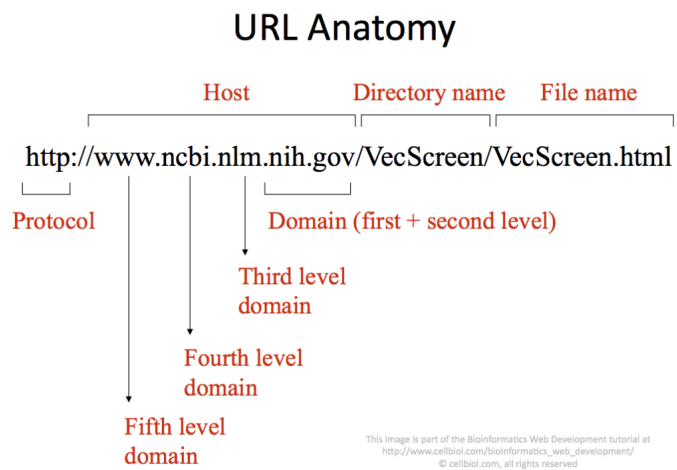 URL Anatomy
Host
Directory name
File name
http://www.ncbi.nlm.nih.gov/VecScreen/VecScreen.html
Protocol
Domain (first + second level)
Third level
domain
Fourth level
domain
Fifth level
domain
This image is part of the Bioinformatics Web Development tutorial at
http://www.cellbiol.com/bioinformatics_web_development/
© cellbiol.com, all rights reserved